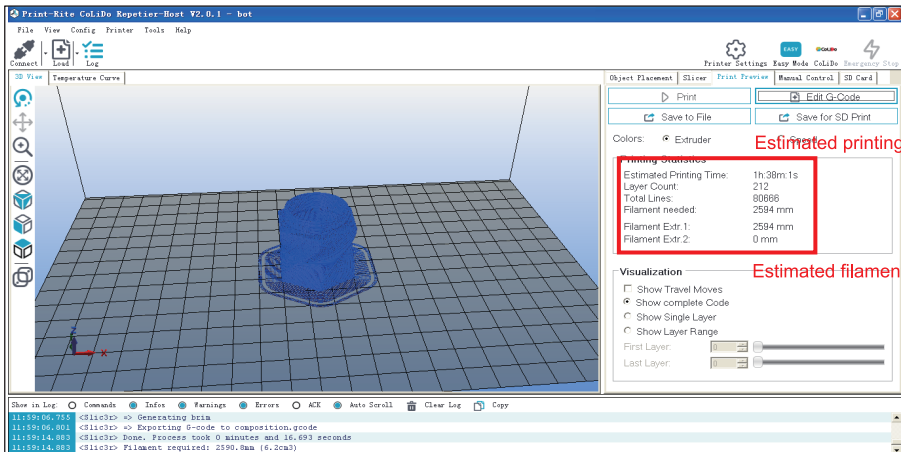 Print-Rite CoLiDo Repetier-Host V2.0.1 - bot
File View Config Printer Tools Help
Connect Load Log Printer Settings Easy Mode CoLiDo Emergency Stop
EASY COLIDO
3D View Temperature Curve Object Placement Slicer Print Preview Manual Control SD Card
Print Edit G-Code
Save to File Save for SD Print
Colors: Extruder Speed
Estimated printing
Printing Statistics
Estimated Printing Time: 1h:38m:1s
Layer Count: 212
Total Lines: 80666
Filament needed: 2594 mm
Filament Extr.1: 2594 mm
Filament Extr.2: 0 mm
Estimated filamen
Visualization
Show Travel Moves
Show complete Code
Show Single Layer
Show Layer Range
First Layer: 0
Last Layer: 0
Z
X
Show in Log: Commands Infos Warnings Errors ACK Auto Scroll Clear Log Copy
11:59:06.755 <Slic3r> => Generating brim
11:59:06.801 <Slic3r> => Exporting G-code to composition.gcode
11:59:14.883 <Slic3r> Done. Process took 0 minutes and 16.693 seconds
11:59:14.883 <Slic3r> Filament required: 2590.8mm (6.2cm3)